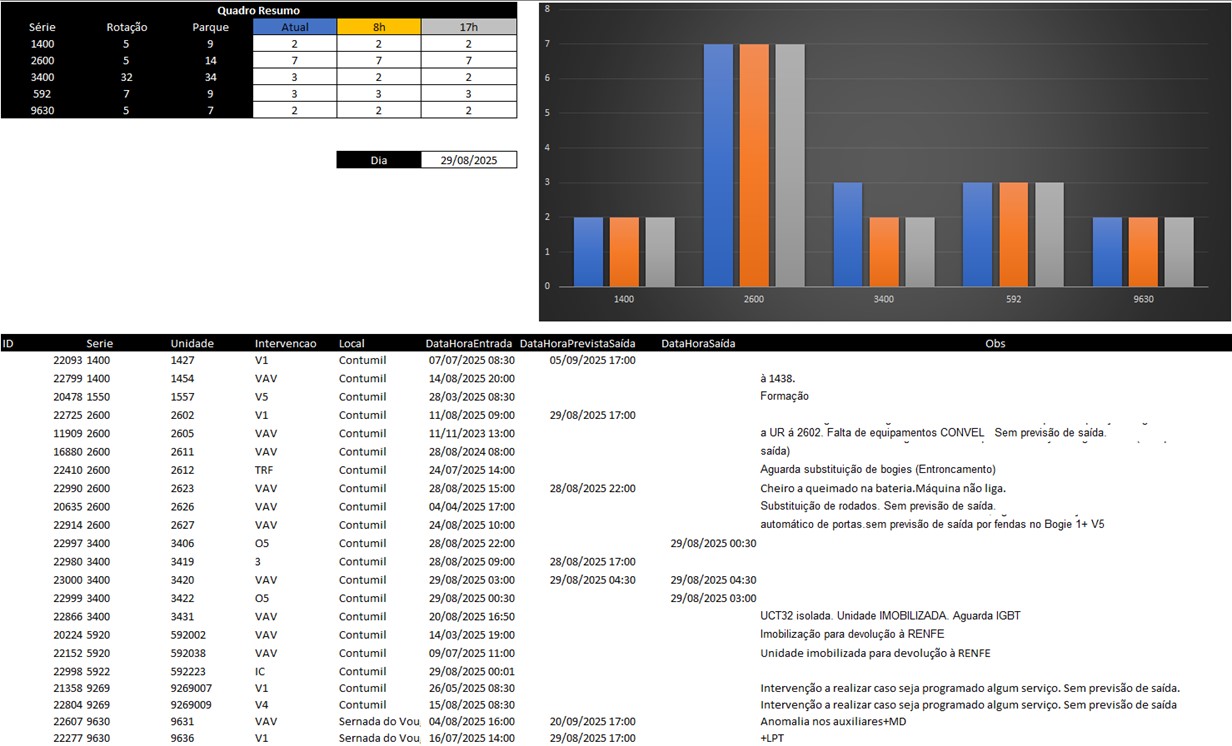 Quadro Resumo
Série Rotação Parque Atual 8h 17h
1400 5 9 2 2 2
2600 5 14 7 7 7
3400 32 34 3 2 2
592 7 9 3 3 3
9630 5 7 2 2 2
Dia 29/08/2025
8
7
6
5
4
3
2
1
0
1400 2600 3400 592 9630
ID Serie Unidade Intervencao Local DataHoraEntrada DataHoraPrevistaSaída DataHoraSaída Obs
22093 1400 1427 V1 Contumil 07/07/2025 08:30 05/09/2025 17:00
22799 1400 1454 VAV Contumil 14/08/2025 20:00 à 1438.
20478 1550 1557 V5 Contumil 28/03/2025 08:30 Formação
22725 2600 2602 V1 Contumil 11/08/2025 09:00 29/08/2025 17:00
11909 2600 2605 VAV Contumil 11/11/2023 13:00 a UR á 2602. Falta de equipamentos CONVEL Sem previsão de saída.
16880 2600 2611 VAV Contumil 28/08/2024 08:00 saída)
22410 2600 2612 TRF Contumil 24/07/2025 14:00 Aguarda substituição de bogies (Entroncamento)
22990 2600 2623 VAV Contumil 28/08/2025 15:00 28/08/2025 22:00 Cheiro a queimado na bateria.Máquina não liga.
20635 2600 2626 VAV Contumil 04/04/2025 17:00 Substituição de rodados. Sem previsão de saída.
22914 2600 2627 VAV Contumil 24/08/2025 10:00 automático de portas.sem previsão de saída por fendas no Bogie 1+ V5
22997 3400 3406 O5 Contumil 28/08/2025 22:00 29/08/2025 00:30
22980 3400 3419 3 Contumil 28/08/2025 09:00 28/08/2025 17:00
23000 3400 3420 VAV Contumil 29/08/2025 03:00 29/08/2025 04:30 29/08/2025 04:30
22999 3400 3422 O5 Contumil 29/08/2025 00:30 29/08/2025 03:00
22866 3400 3431 VAV Contumil 20/08/2025 16:50 UCT32 isolada. Unidade IMOBILIZADA. Aguarda IGBT
20224 5920 592002 VAV Contumil 14/03/2025 19:00 Imobilização para devolução à RENFE
22152 5920 592038 VAV Contumil 09/07/2025 11:00 Unidade imobilizada para devolução à RENFE
22998 5922 592223 IC Contumil 29/08/2025 00:01
21358 9269 9269007 V1 Contumil 26/05/2025 08:30 Intervenção a realizar caso seja programado algum serviço. Sem previsão de saída.
22804 9269 9269009 V4 Contumil 15/08/2025 08:30 Intervenção a realizar caso seja programado algum serviço. Sem previsão de saída
22607 9630 9631 VAV Sernada do Vou 04/08/2025 16:00 20/09/2025 17:00 Anomalia nos auxiliares+MD
22277 9630 9636 V1 Sernada do Vou 16/07/2025 14:00 29/08/2025 17:00 +LPT